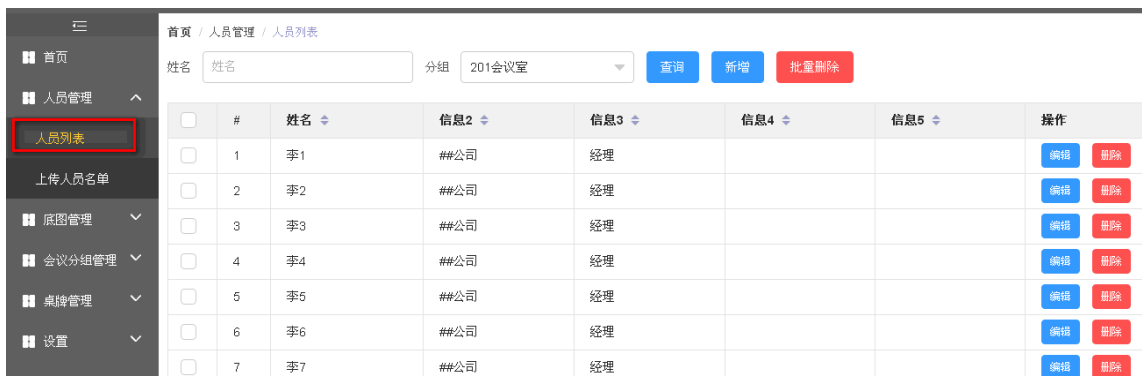 首页 / 人员管理 / 人员列表
首页
人员管理
人员列表
上传人员名单
底图管理
会议分组管理
桌牌管理
设置
姓名 姓名 分组 201会议室 查询 新增 批量删除
# 姓名 信息2 信息3 信息4 信息5 操作
1 李1 ##公司 经理 编辑 删除
2 李2 ##公司 经理 编辑 删除
3 李3 ##公司 经理 编辑 删除
4 李4 ##公司 经理 编辑 删除
5 李5 ##公司 经理 编辑 删除
6 李6 ##公司 经理 编辑 删除
7 李7 ##公司 经理 编辑 删除